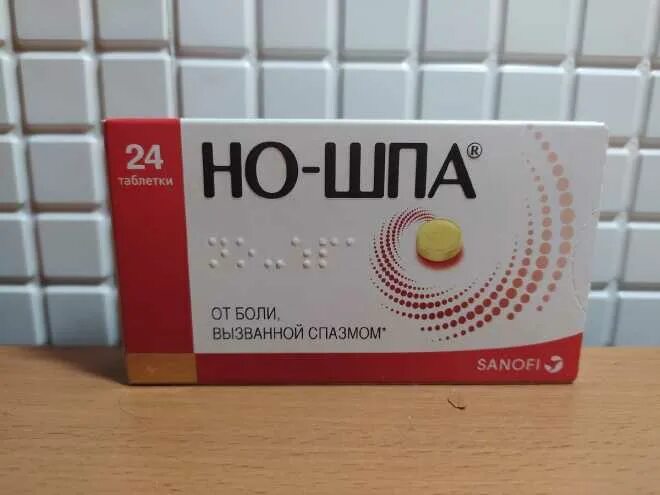 24
таблетки
НО-ШПА®
ОТ БОЛИ,
ВЫЗВАННОЙ СПАЗМОМ*
SANOFI